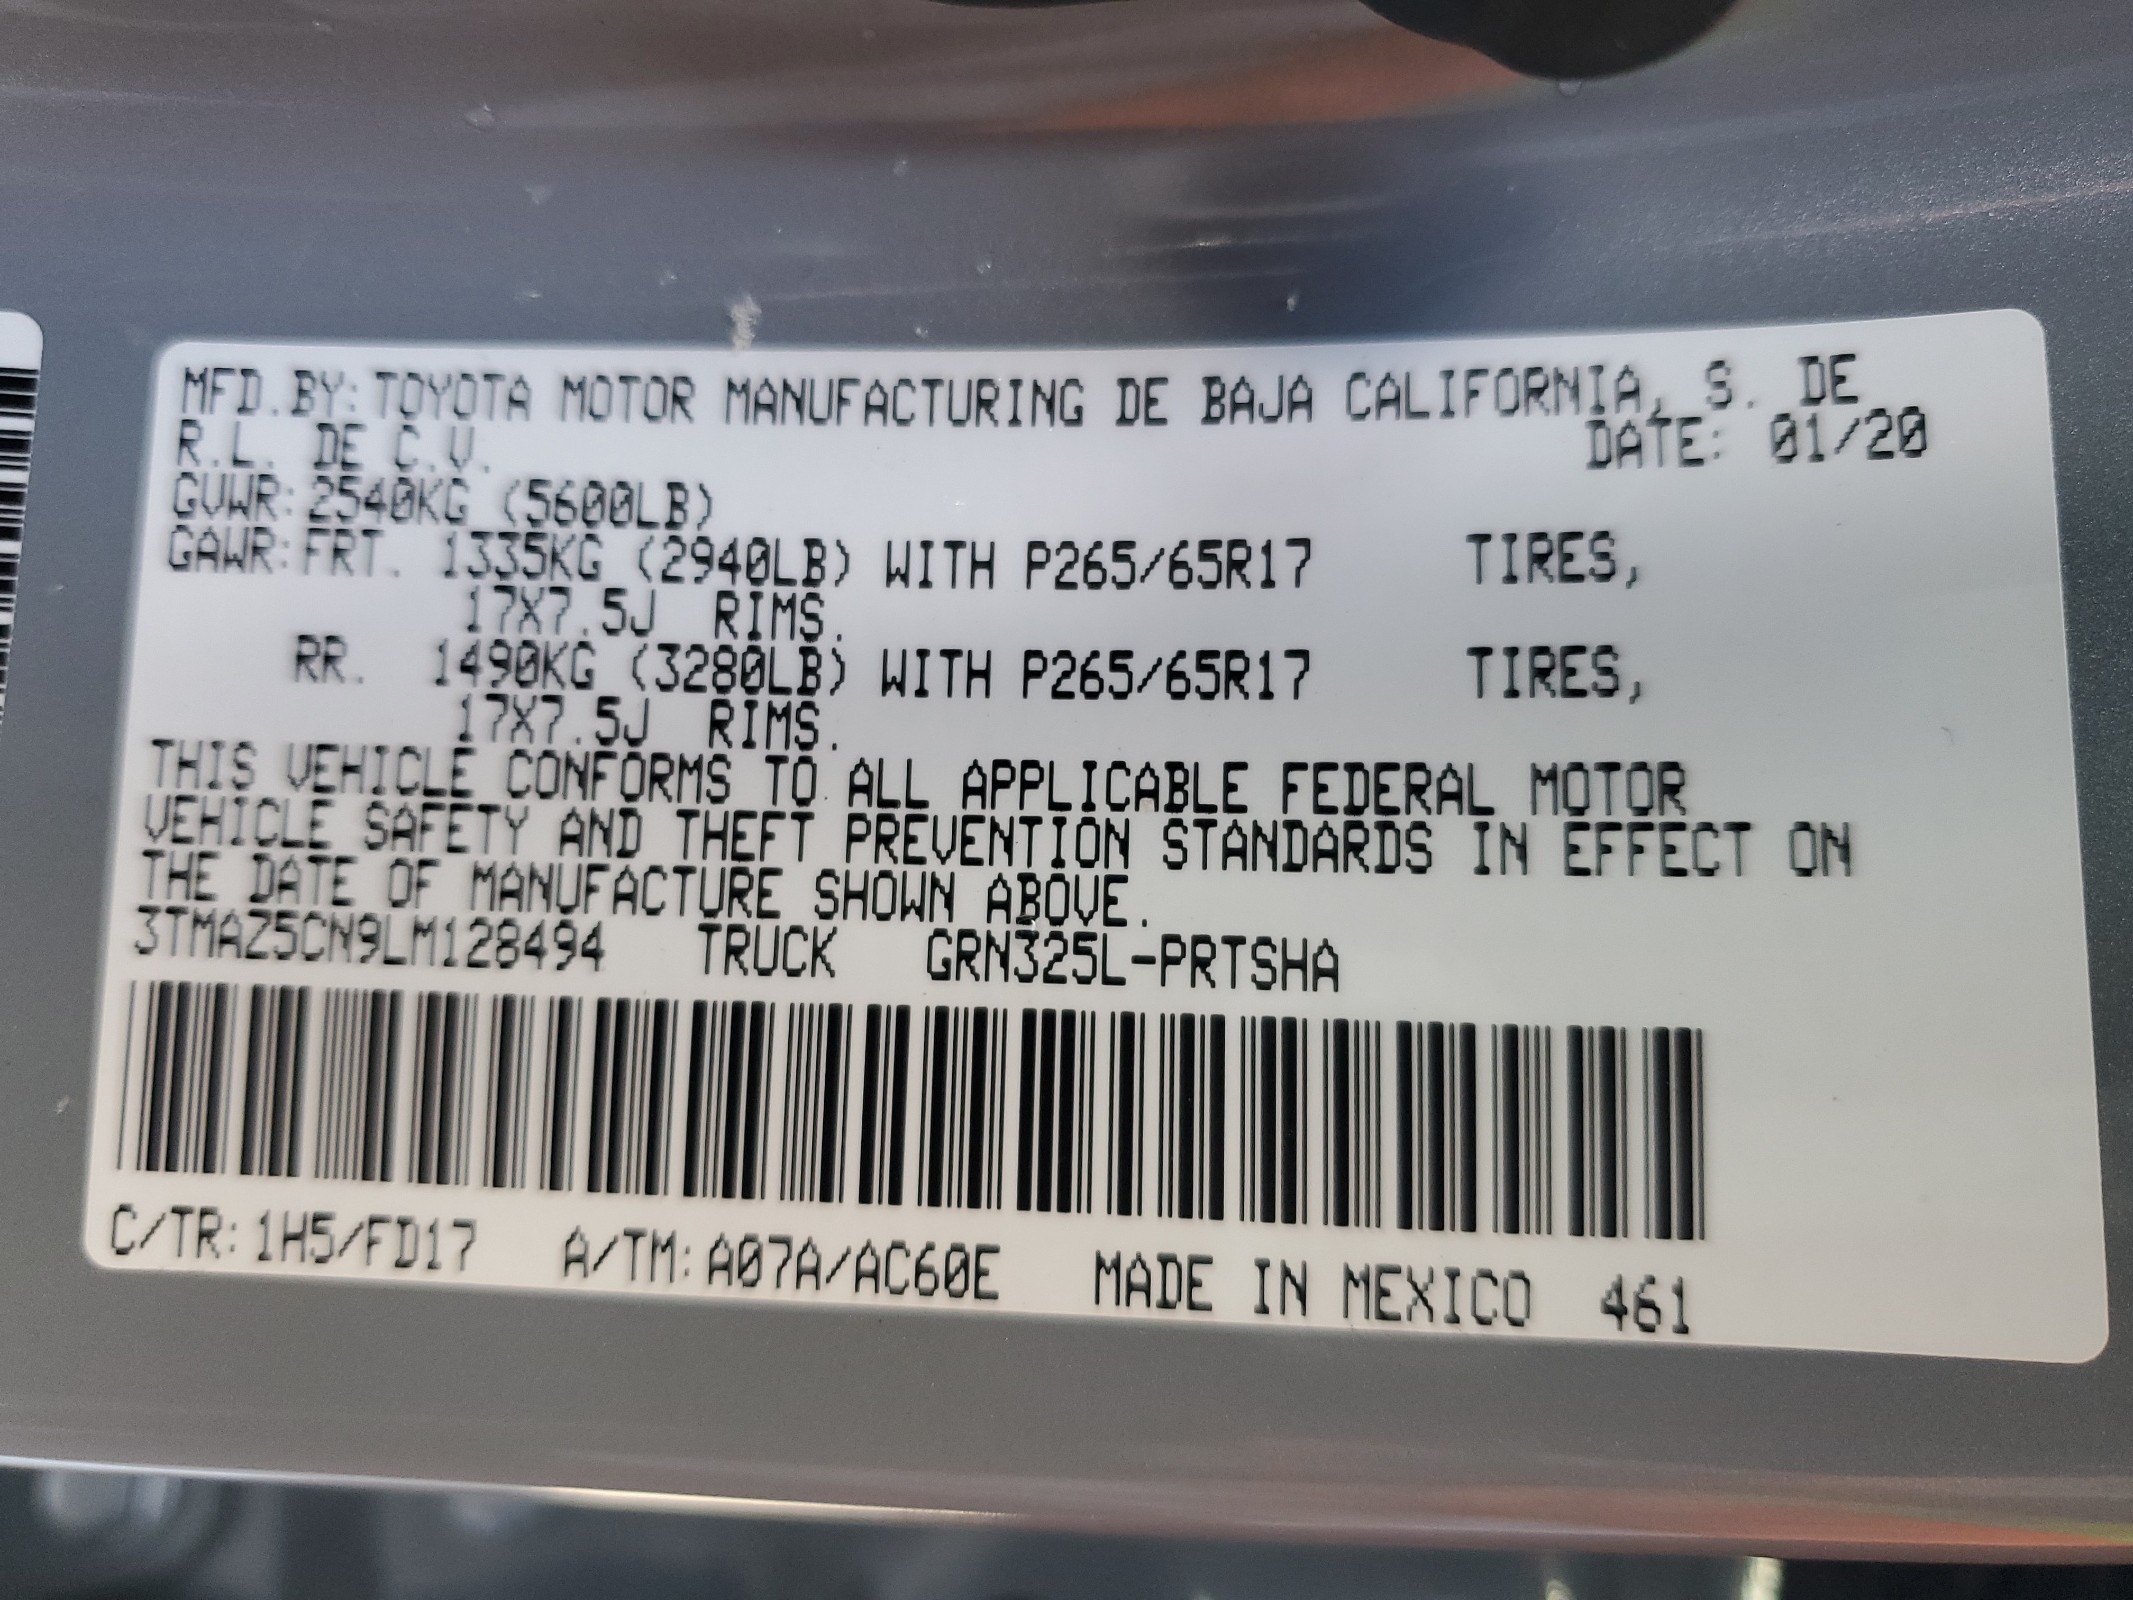 MFD.BY:TOYOTA MOTOR MANUFACTURING DE BAJA CALIFORNIA, S. DE
R.L. DE C.V. DATE: 01/20
GVWR: 2540KG (5600LB)
GAWR: FRT. 1335KG (2940LB) WITH P265/65R17 TIRES,
17X7.5J RIMS.
RR. 1490KG (3280LB) WITH P265/65R17 TIRES,
17X7.5J RIMS.
THIS VEHICLE CONFORMS TO ALL APPLICABLE FEDERAL MOTOR
VEHICLE SAFETY AND THEFT PREVENTION STANDARDS IN EFFECT ON
THE DATE OF MANUFACTURE SHOWN ABOVE.
3TMAZ5CN9LM128494 TRUCK GRN325L-PRTSHA
C/TR: 1H5/FD17 A/TM: A07A/AC60E MADE IN MEXICO 461